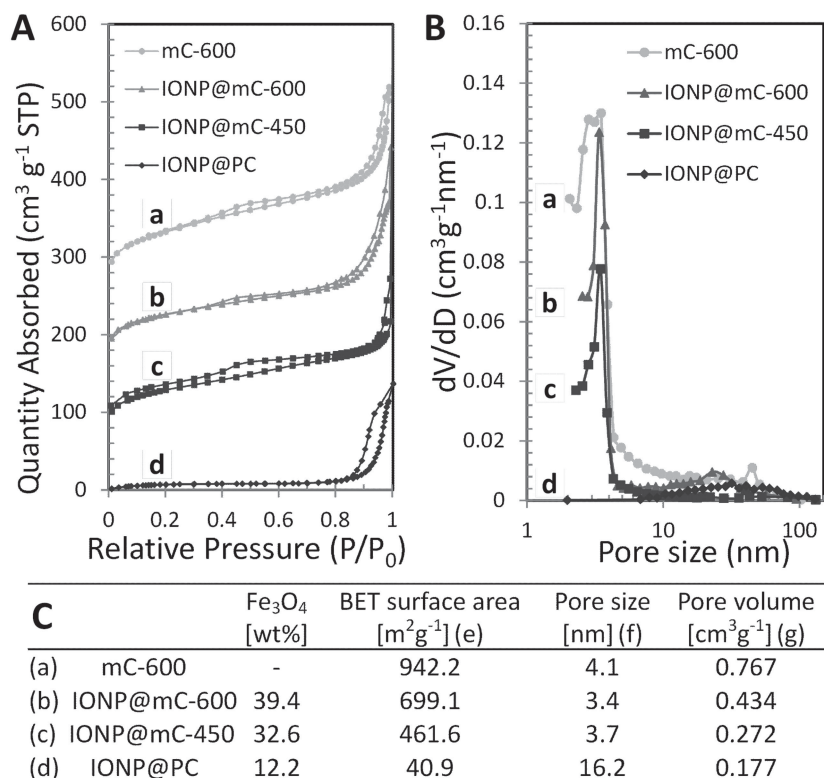 A
600
500
400
300
200
100
0
Quantity Absorbed (cm³ g⁻¹ STP)
mC-600
IONP@mC-600
IONP@mC-450
IONP@PC
a
b
c
d
0 0.2 0.4 0.6 0.8 1
Relative Pressure (P/P₀)
B
0.16
0.14
0.12
0.1
0.08
0.06
0.04
0.02
0
dV/dD (cm³g⁻¹nm⁻¹)
mC-600
IONP@mC-600
IONP@mC-450
IONP@PC
a
b
c
d
1 10 100
Pore size (nm)
C
Fe₃O₄ BET surface area Pore size Pore volume
[wt%] [m²g⁻¹] (e) [nm] (f) [cm³g⁻¹] (g)
(a) mC-600 - 942.2 4.1 0.767
(b) IONP@mC-600 39.4 699.1 3.4 0.434
(c) IONP@mC-450 32.6 461.6 3.7 0.272
(d) IONP@PC 12.2 40.9 16.2 0.177